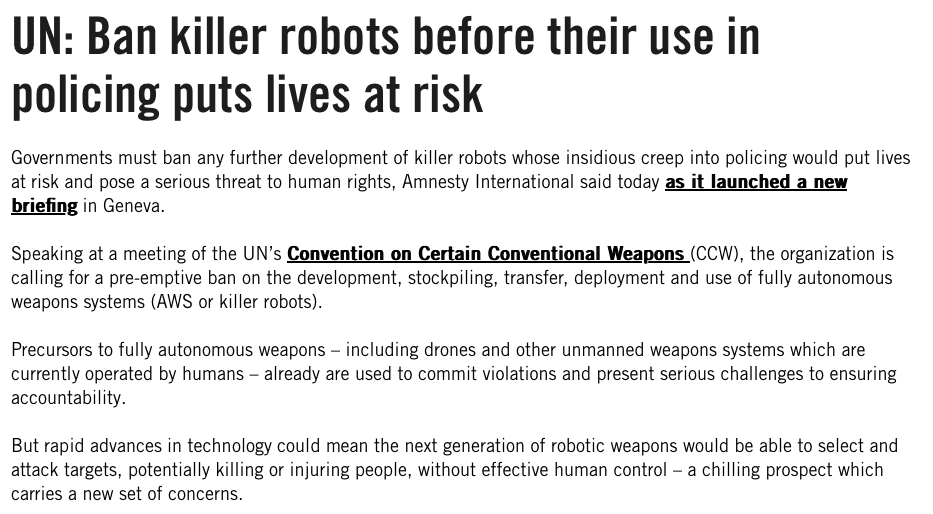 UN: Ban killer robots before their use in
policing puts lives at risk
Governments must ban any further development of killer robots whose insidious creep into policing would put lives
at risk and pose a serious threat to human rights, Amnesty International said today as it launched a new
briefing in Geneva.
Speaking at a meeting of the UN’s Convention on Certain Conventional Weapons (CCW), the organization is
calling for a pre-emptive ban on the development, stockpiling, transfer, deployment and use of fully autonomous
weapons systems (AWS or killer robots).
Precursors to fully autonomous weapons – including drones and other unmanned weapons systems which are
currently operated by humans – already are used to commit violations and present serious challenges to ensuring
accountability.
But rapid advances in technology could mean the next generation of robotic weapons would be able to select and
attack targets, potentially killing or injuring people, without effective human control – a chilling prospect which
carries a new set of concerns.